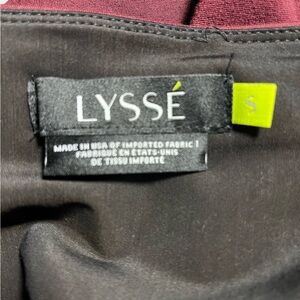 LYSSÉ
S
MADE IN USA OF IMPORTED FABRIC |
FABRIQUÉ EN ÉTATS-UNIS
DE TISSU IMPORTÉ